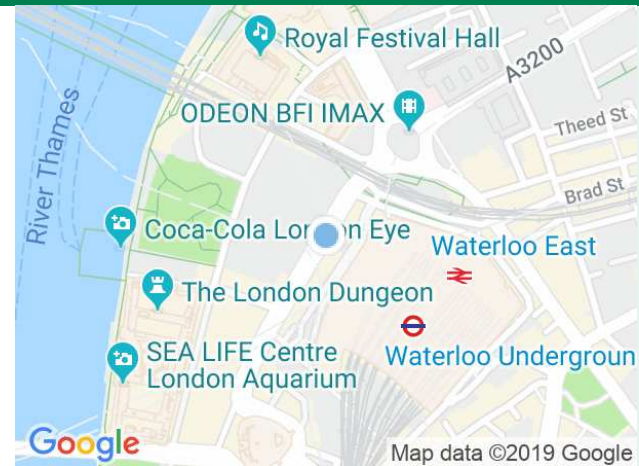 Royal Festival Hall
A3200
ODEON BFI IMAX
Theed St
River Thames
Brad St
Coca-Cola London Eye
Waterloo East
The London Dungeon
SEA LIFE Centre
London Aquarium
Waterloo Undergroun
Google
Map data ©2019 Google